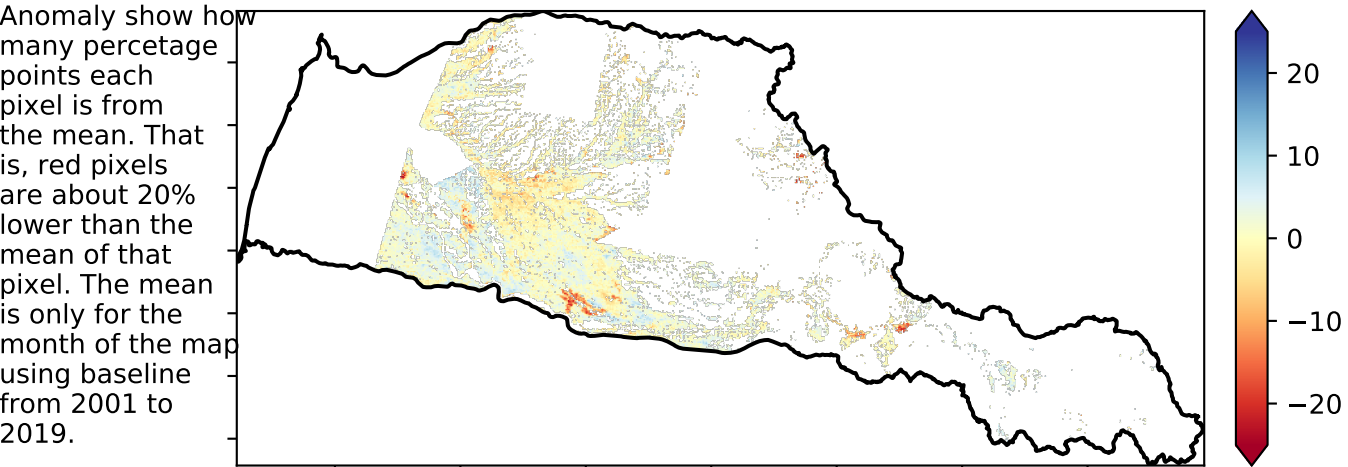 Anomaly show how
many percetage
points each
pixel is from
the mean. That
is, red pixels
are about 20%
lower than the
mean of that
pixel. The mean
is only for the
month of the map
using baseline
from 2001 to
2019.
20
10
0
−10
−20